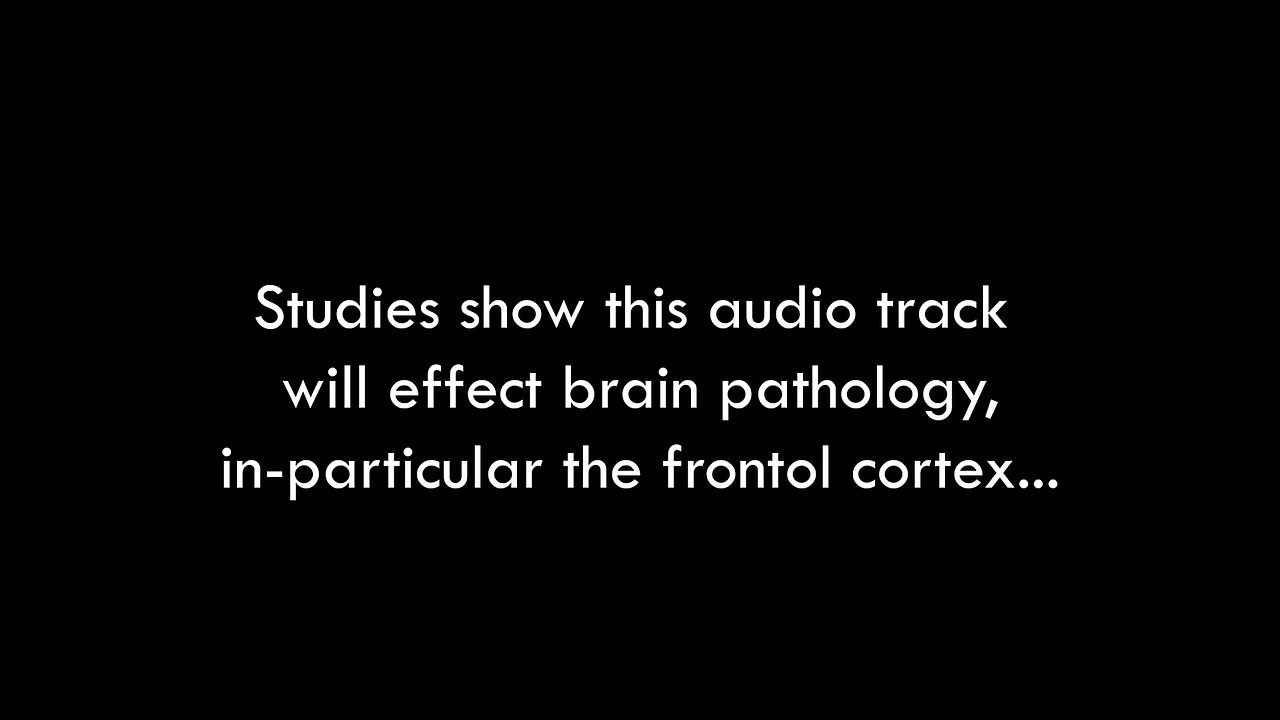 Studies show this audio track
will effect brain pathology,
in-particular the frontol cortex...